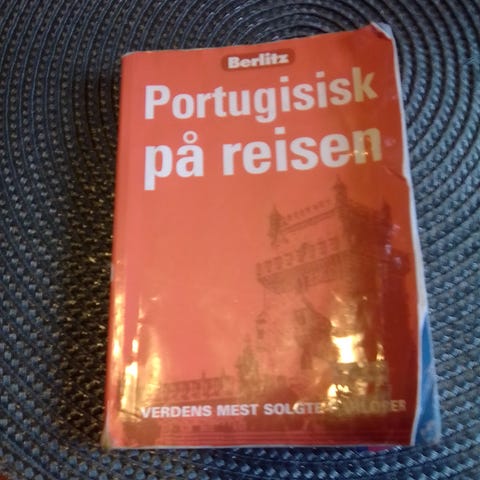 Berlitz
Portugisisk
på reisen
VERDENS MEST SOLGTE